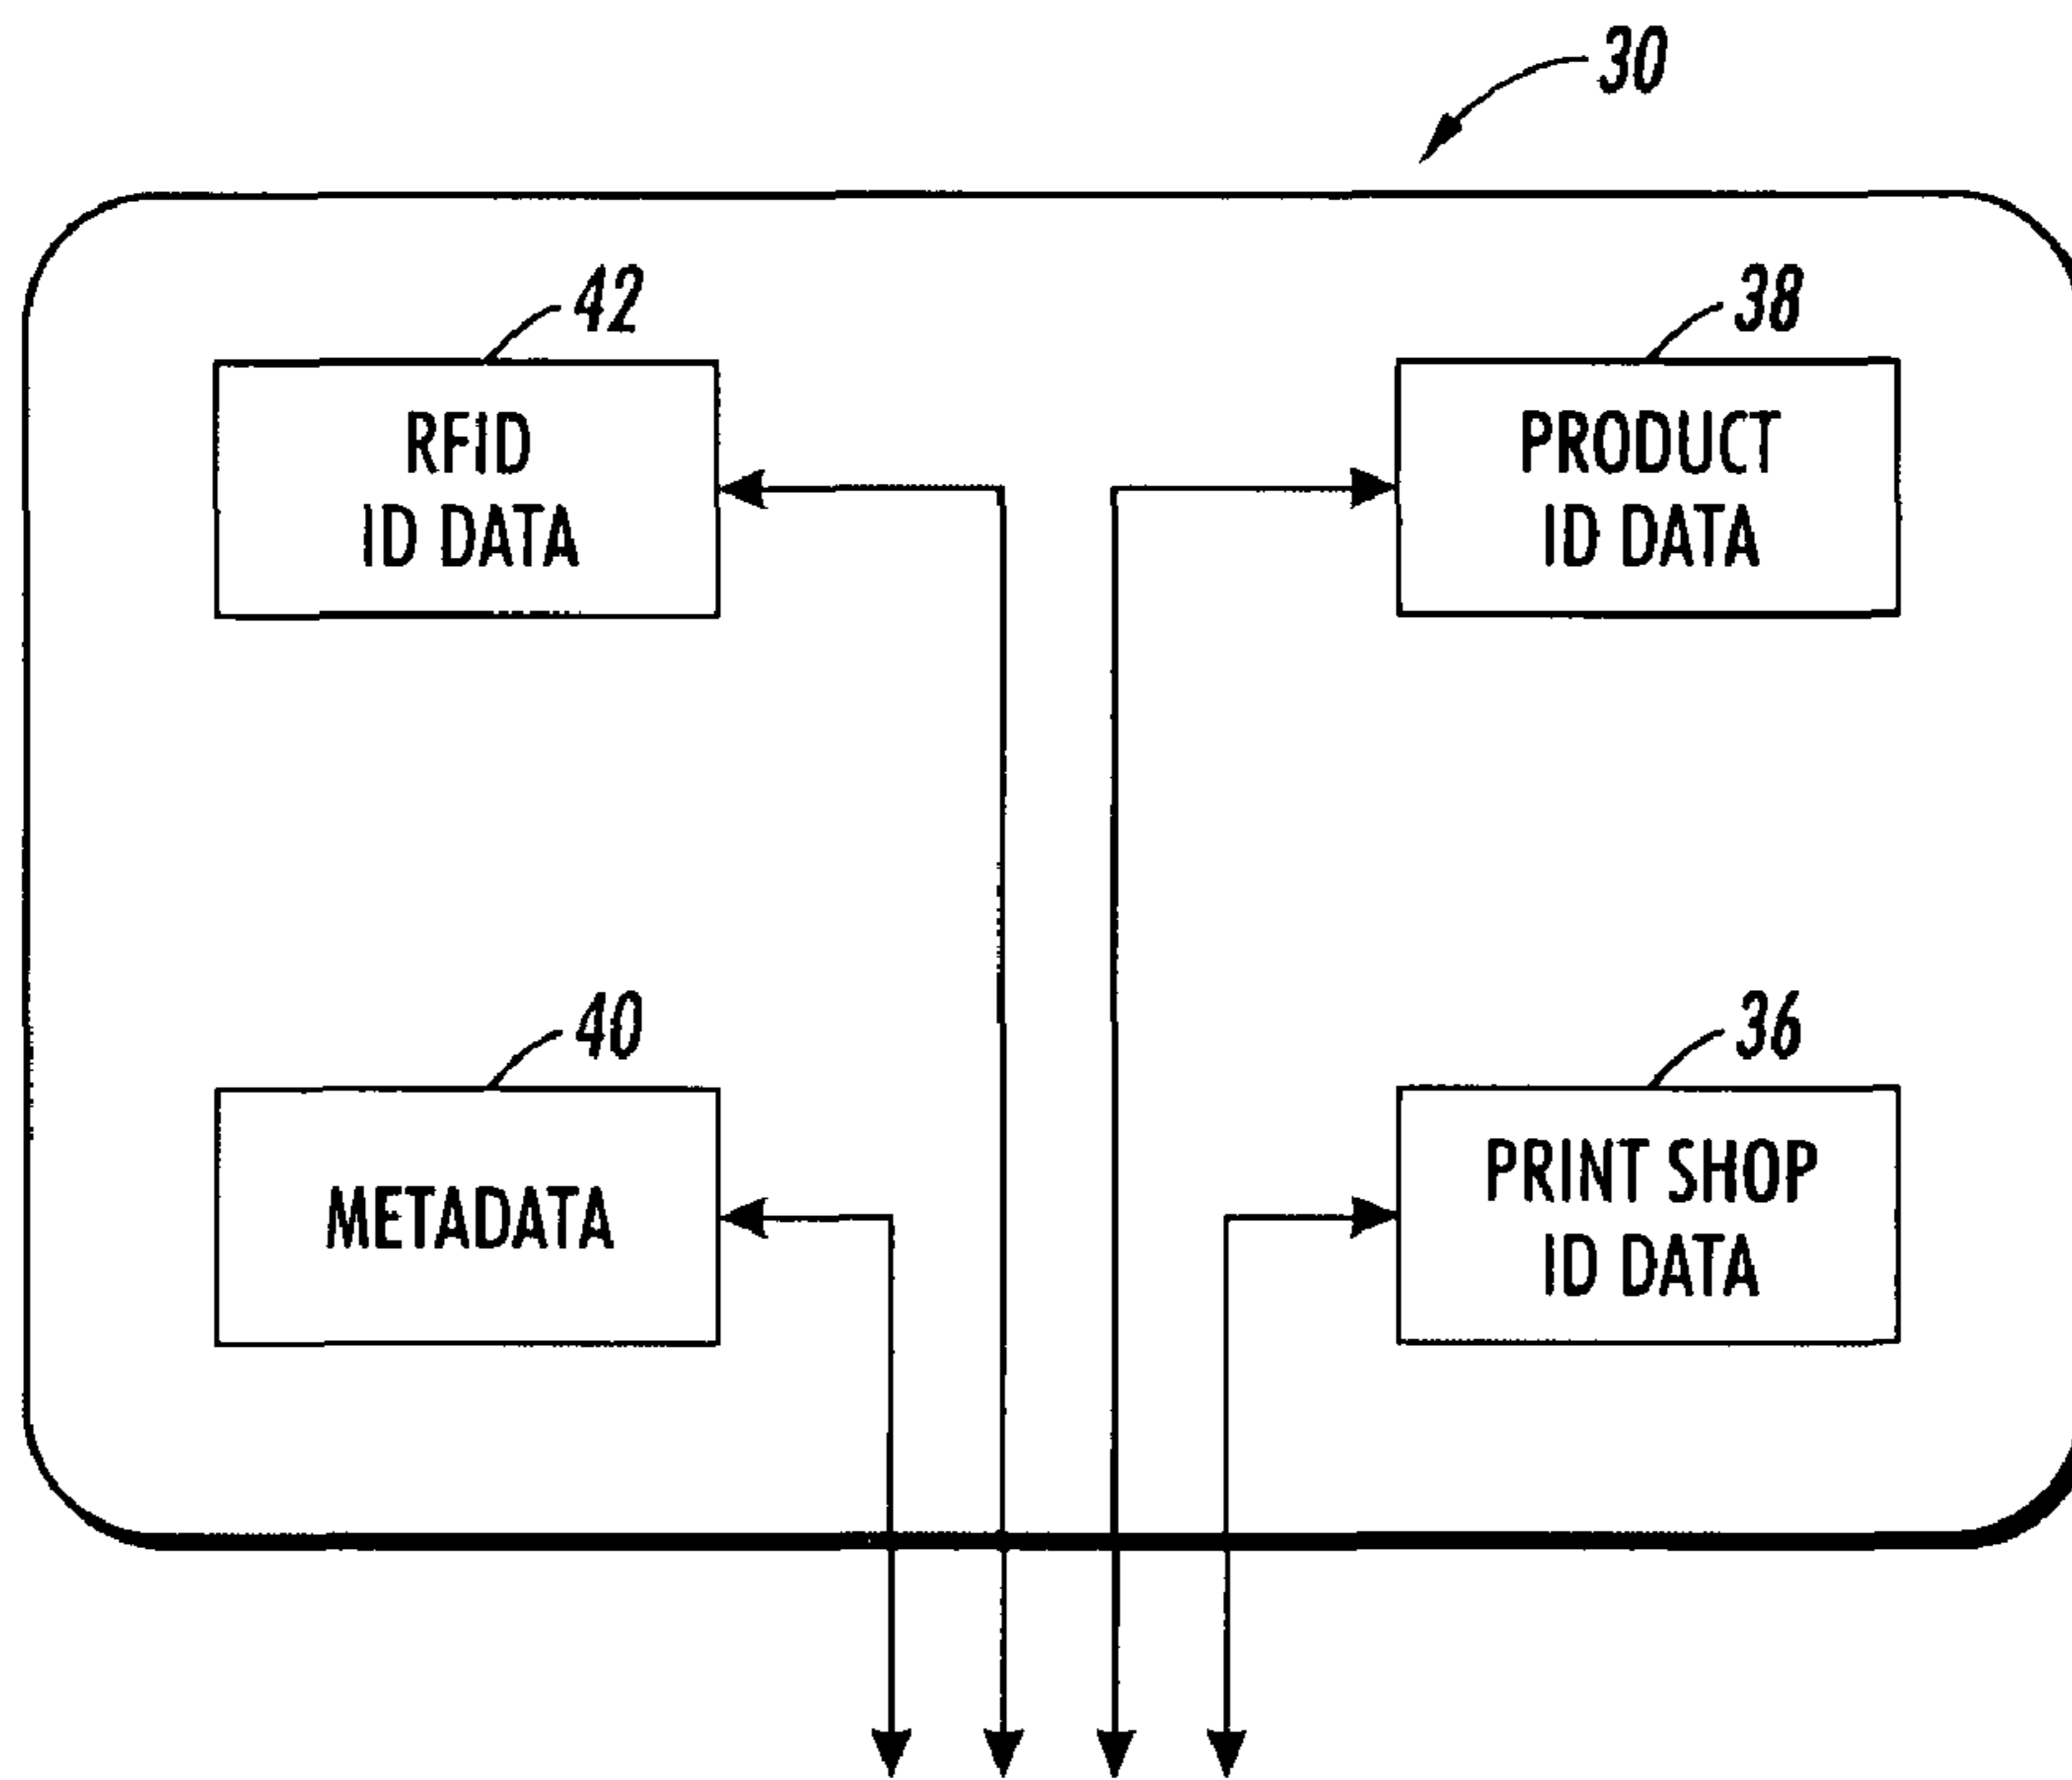 30
42
RFID
ID DATA
38
PRODUCT
ID DATA
40
METADATA
36
PRINT SHOP
ID DATA